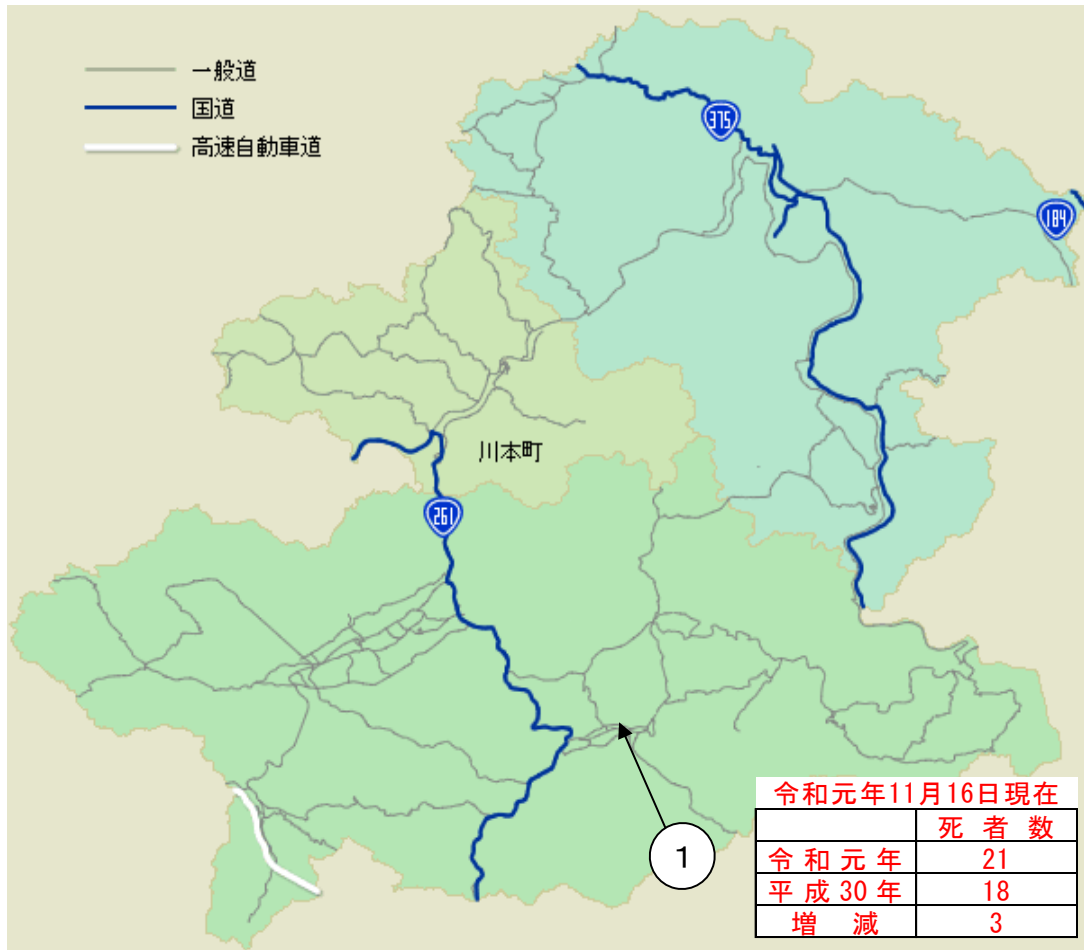 一般道
国道
高速自動車道
375
184
川本町
261
1
令和元年11月16日現在
死者数
令和元年 21
平成30年 18
増減 3